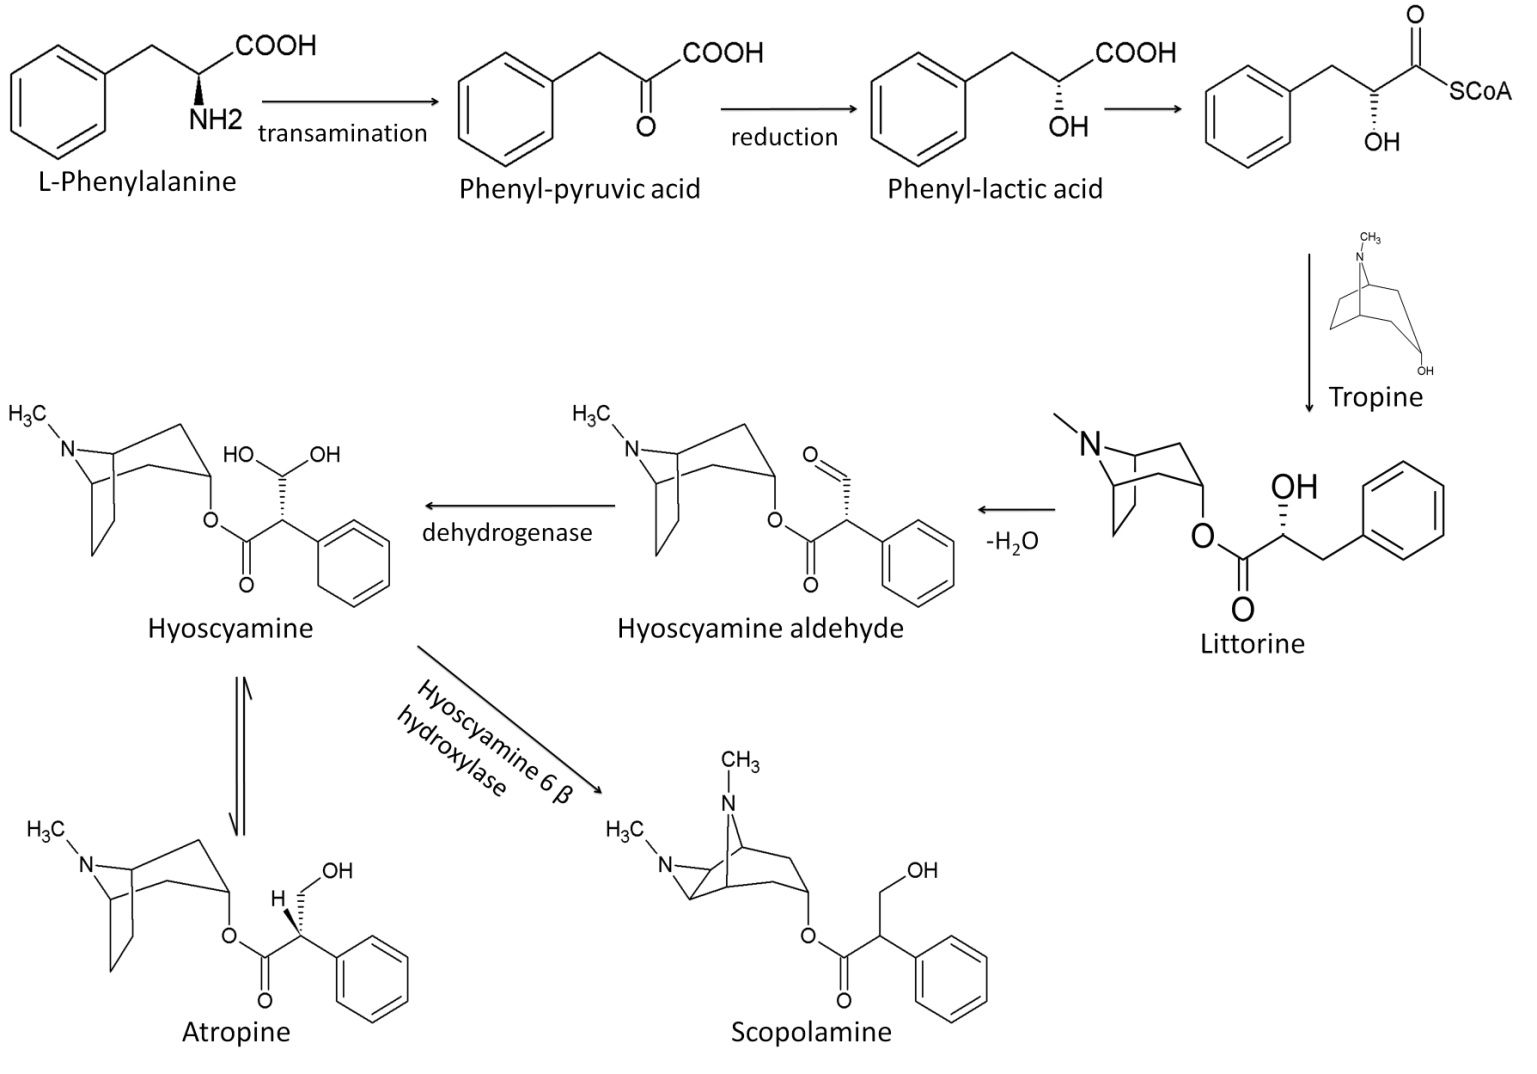 COOH
NH2
transamination
L-Phenylalanine
COOH
O
reduction
Phenyl-pyruvic acid
COOH
OH
Phenyl-lactic acid
O
SCoA
OH
CH₃
N
OH
Tropine
H₃C
N
HO
OH
O
O
Hyoscyamine
dehydrogenase
H₃C
N
O
O
O
Hyoscyamine aldehyde
-H₂O
N
OH
O
O
Littorine
Hyoscyamine 6 β
hydroxylase
H₃C
N
H
OH
O
O
Atropine
CH₃
N
H₃C
N
OH
O
O
Scopolamine